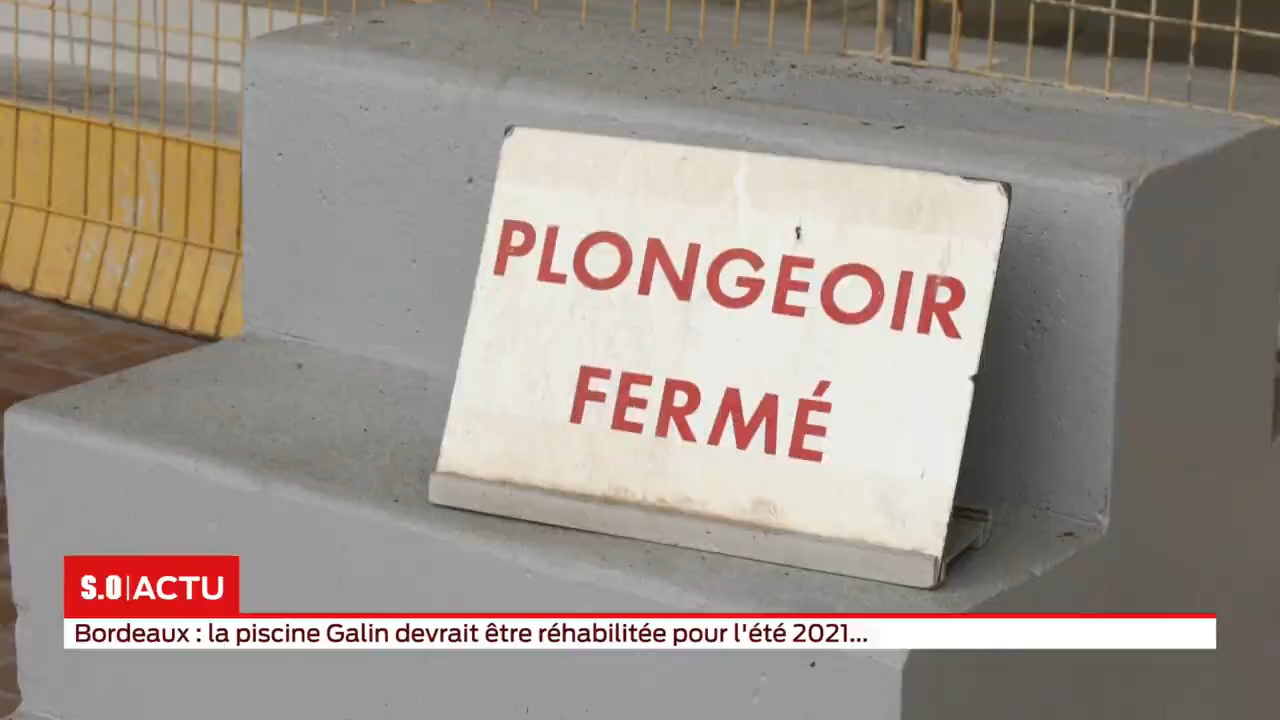 PLONGEOIR
FERMÉ
S.O|ACTU
Bordeaux : la piscine Galin devrait être réhabilitée pour l'été 2021...